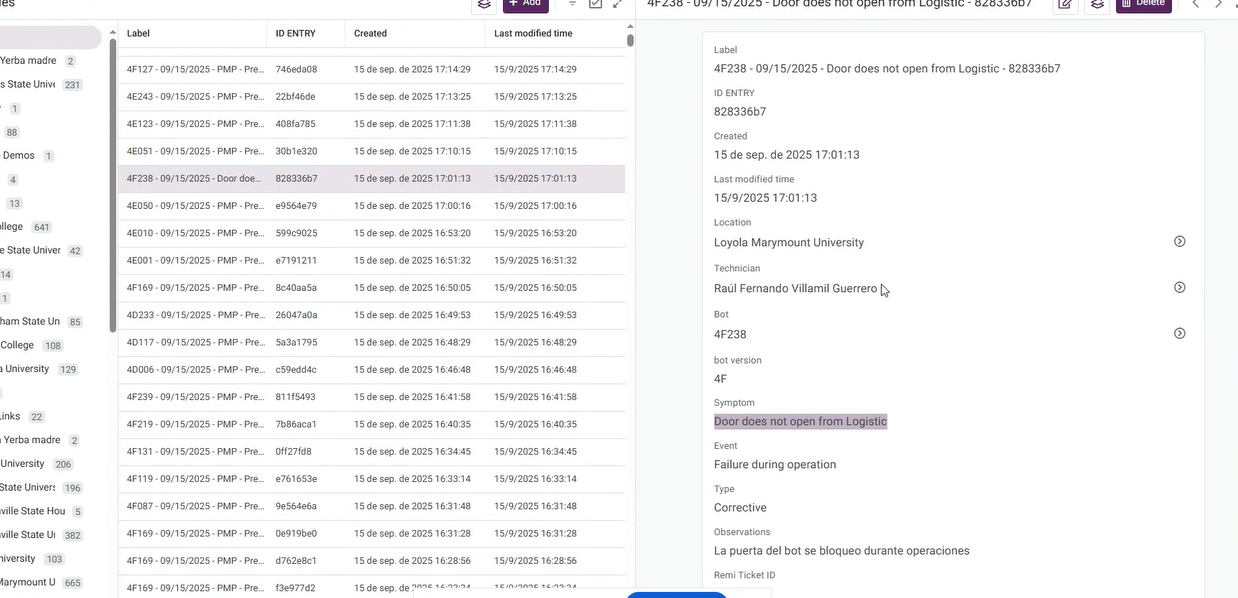 les
Add
4F238 - 09/15/2025 - Door does not open from Logistic - 828336b7
Delete
Yerba madre 2
s State Unive 231
1
88
Demos 1
4
13
llege 641
e State Univer 42
14
1
ham State Un 85
College 108
a University 129
inks 22
Yerba madre 2
University 206
State Univers 196
ville State Hou 5
ville State Ui 382
niversity 103
Marymount U 665
Label ID ENTRY Created Last modified time
4F127 - 09/15/2025 - PMP - Pre... 746eda08 15 de sep. de 2025 17:14:29 15/9/2025 17:14:29
4E243 - 09/15/2025 - PMP - Pre... 22bf46de 15 de sep. de 2025 17:13:25 15/9/2025 17:13:25
4E123 - 09/15/2025 - PMP - Pre... 408fa785 15 de sep. de 2025 17:11:38 15/9/2025 17:11:38
4E051 - 09/15/2025 - PMP - Pre... 30b1e320 15 de sep. de 2025 17:10:15 15/9/2025 17:10:15
4F238 - 09/15/2025 - Door doe... 828336b7 15 de sep. de 2025 17:01:13 15/9/2025 17:01:13
4E050 - 09/15/2025 - PMP - Pre... e9564e79 15 de sep. de 2025 17:00:16 15/9/2025 17:00:16
4E010 - 09/15/2025 - PMP - Pre... 599c9025 15 de sep. de 2025 16:53:20 15/9/2025 16:53:20
4E001 - 09/15/2025 - PMP - Pre... e7191211 15 de sep. de 2025 16:51:32 15/9/2025 16:51:32
4F169 - 09/15/2025 - PMP - Pre... 8c40aa5a 15 de sep. de 2025 16:50:05 15/9/2025 16:50:05
4D233 - 09/15/2025 - PMP - Pre... 26047a0a 15 de sep. de 2025 16:49:53 15/9/2025 16:49:53
4D117 - 09/15/2025 - PMP - Pre... 5a3a1795 15 de sep. de 2025 16:48:29 15/9/2025 16:48:29
4D006 - 09/15/2025 - PMP - Pre... c59edd4c 15 de sep. de 2025 16:46:48 15/9/2025 16:46:48
4F239 - 09/15/2025 - PMP - Pre... 811f5493 15 de sep. de 2025 16:41:58 15/9/2025 16:41:58
4F219 - 09/15/2025 - PMP - Pre... 7b86aca1 15 de sep. de 2025 16:40:35 15/9/2025 16:40:35
4F131 - 09/15/2025 - PMP - Pre... 0ff27fd8 15 de sep. de 2025 16:34:45 15/9/2025 16:34:45
4F119 - 09/15/2025 - PMP - Pre... e761653e 15 de sep. de 2025 16:33:14 15/9/2025 16:33:14
4F087 - 09/15/2025 - PMP - Pre... 9e564e6a 15 de sep. de 2025 16:31:48 15/9/2025 16:31:48
4F169 - 09/15/2025 - PMP - Pre... 0e919be0 15 de sep. de 2025 16:31:28 15/9/2025 16:31:28
4F169 - 09/15/2025 - PMP - Pre... d762e8c1 15 de sep. de 2025 16:28:56 15/9/2025 16:28:56
4F169 - 09/15/2025 - PMP - Pre... f3e977d2 15 de sep. de 2025 16:23:34 15/9/2025 16:23:34
Label
4F238 - 09/15/2025 - Door does not open from Logistic - 828336b7
ID ENTRY
828336b7
Created
15 de sep. de 2025 17:01:13
Last modified time
15/9/2025 17:01:13
Location
Loyola Marymount University
Technician
Raúl Fernando Villamil Guerrero
Bot
4F238
bot version
4F
Symptom
Door does not open from Logistic
Event
Failure during operation
Type
Corrective
Observations
La puerta del bot se bloqueo durante operaciones
Remi Ticket ID